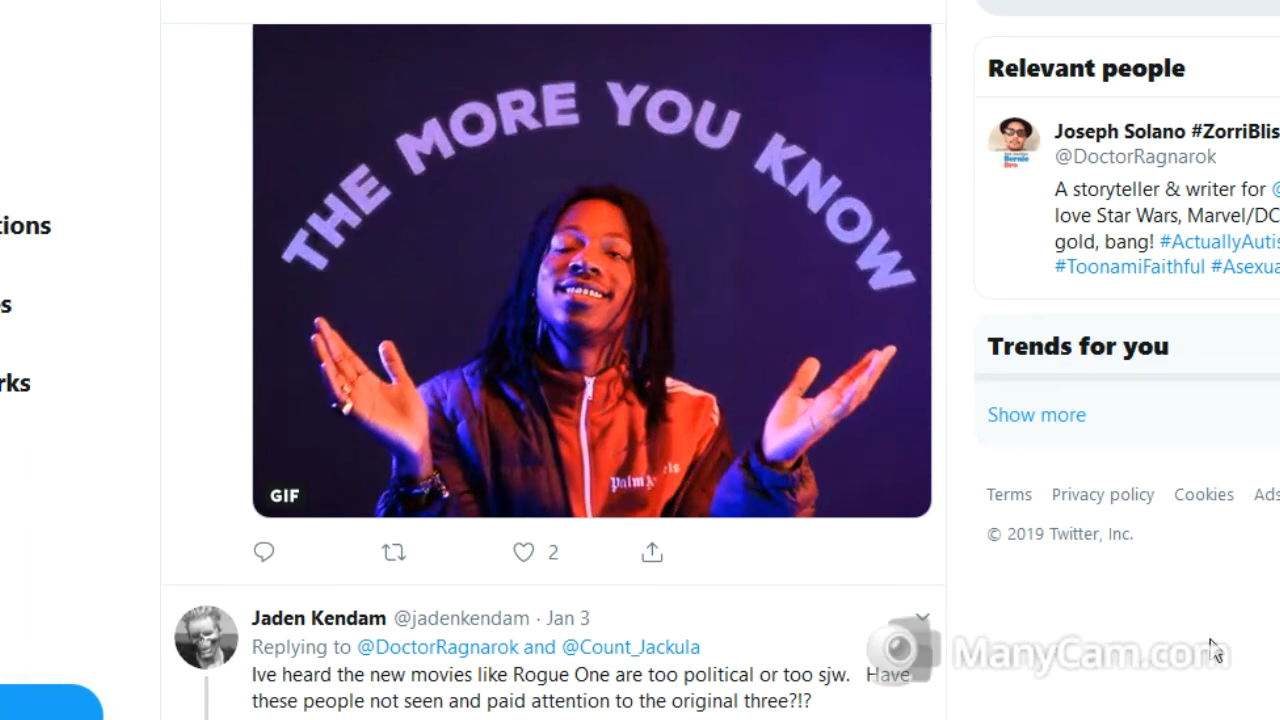 THE MORE YOU KNOW
Palm
GIF
2
Jaden Kendam @jadenkendam · Jan 3
Replying to @DoctorRagnarok and @Count_Jackula
Ive heard the new movies like Rogue One are too political or too sjw. Have
these people not seen and paid attention to the original three?!?
tions
s
rks
Relevant people
Joseph Solano #ZorriBlis
@DoctorRagnarok
A storyteller & writer for @
love Star Wars, Marvel/DC
gold, bang! #ActuallyAutis
#ToonamiFaithful #Asexua
Trends for you
Show more
Terms Privacy policy Cookies Ads
© 2019 Twitter, Inc.
ManyCam.com